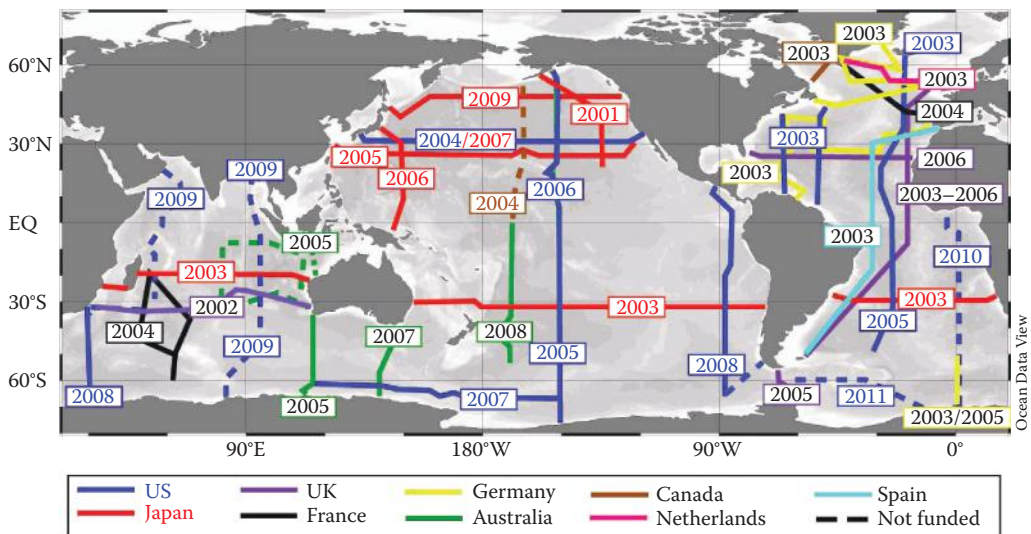 2003
2003
2003
60°N
2009
2003
2001
2004
2004/2007
2003
30°N
2005
2006
2009
2003
2006
2009
2006
2003–2006
2004
EQ
2003
2005
2010
2003
30°S
2002
2003
2003
2004
2007
2008
2005
2009
2005
60°S
2008
2008
2007
2005
2005
2011
2003/2005
Ocean Data View
90°E
180°W
90°W
0°
US
UK
Germany
Canada
Spain
Japan
France
Australia
Netherlands
Not funded